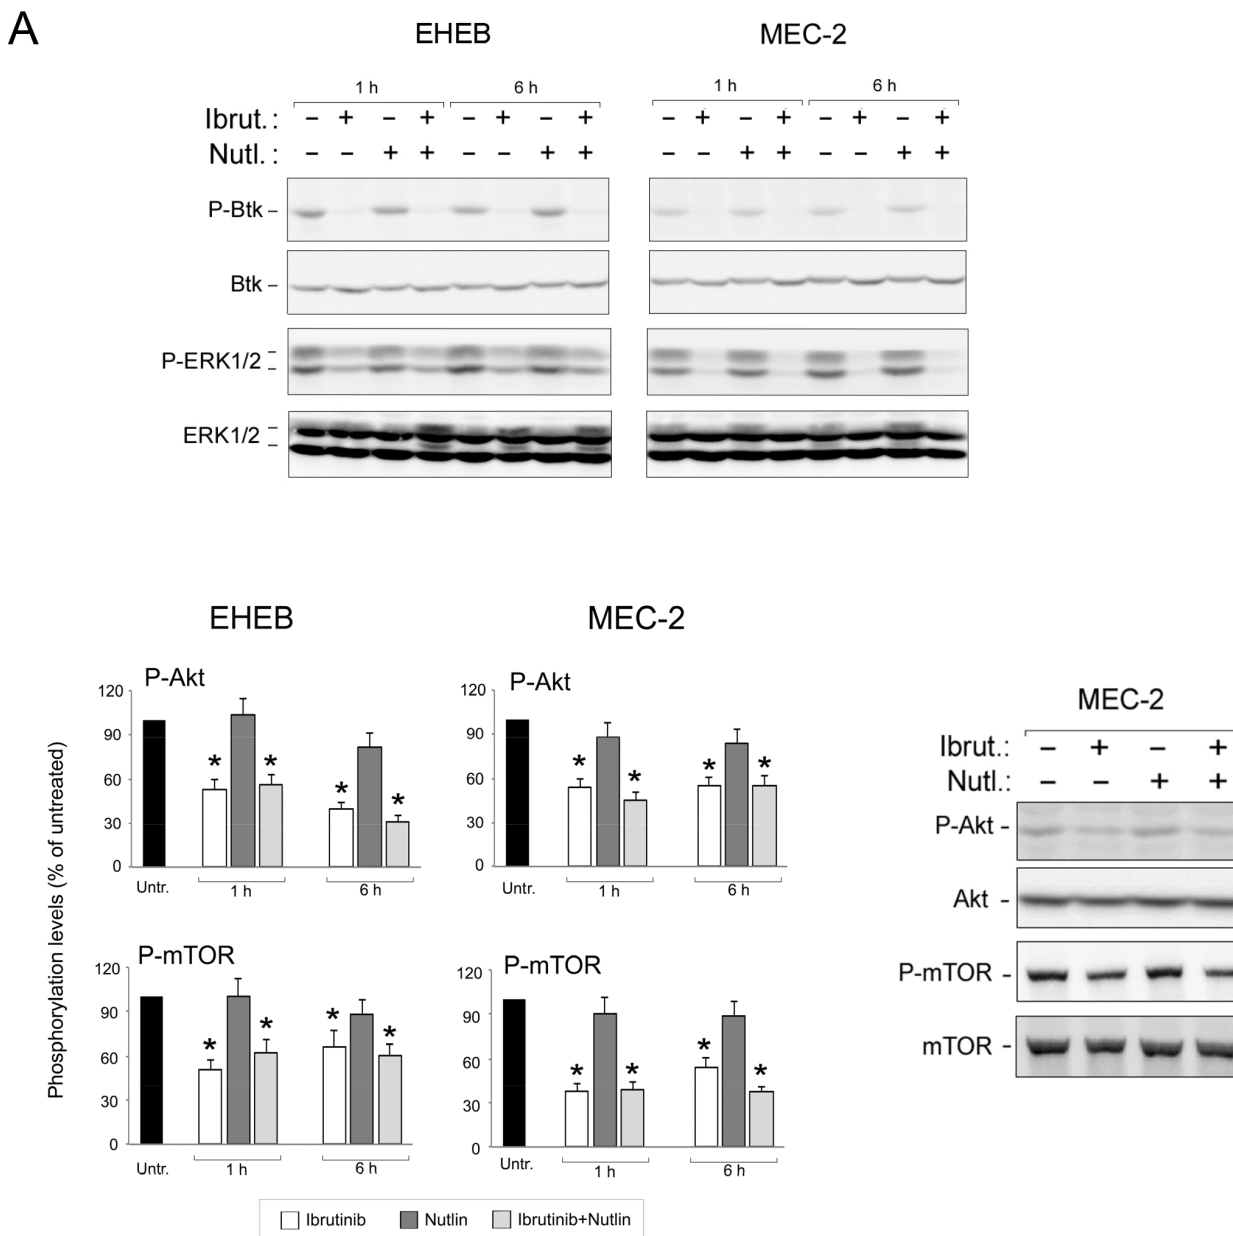 A
EHEB MEC-2
1 h 6 h 1 h 6 h
Ibrut. : – + – + – + – + – + – + – + – +
Nutl. : – – + + – – + + – – + + – – + +
P-Btk –
Btk –
P-ERK1/2
ERK1/2
EHEB MEC-2
Phosphorylation levels (% of untreated)
P-Akt
120
90
60
30
0
* * * *
Untr. 1 h 6 h
P-Akt
120
90
60
30
0
* * * *
Untr. 1 h 6 h
P-mTOR
120
90
60
30
0
* * * *
Untr. 1 h 6 h
P-mTOR
120
90
60
30
0
* * * *
Untr. 1 h 6 h
Ibrutinib Nutlin Ibrutinib+Nutlin
MEC-2
Ibrut.: – + – +
Nutl.: – – + +
P-Akt –
Akt –
P-mTOR –
mTOR –